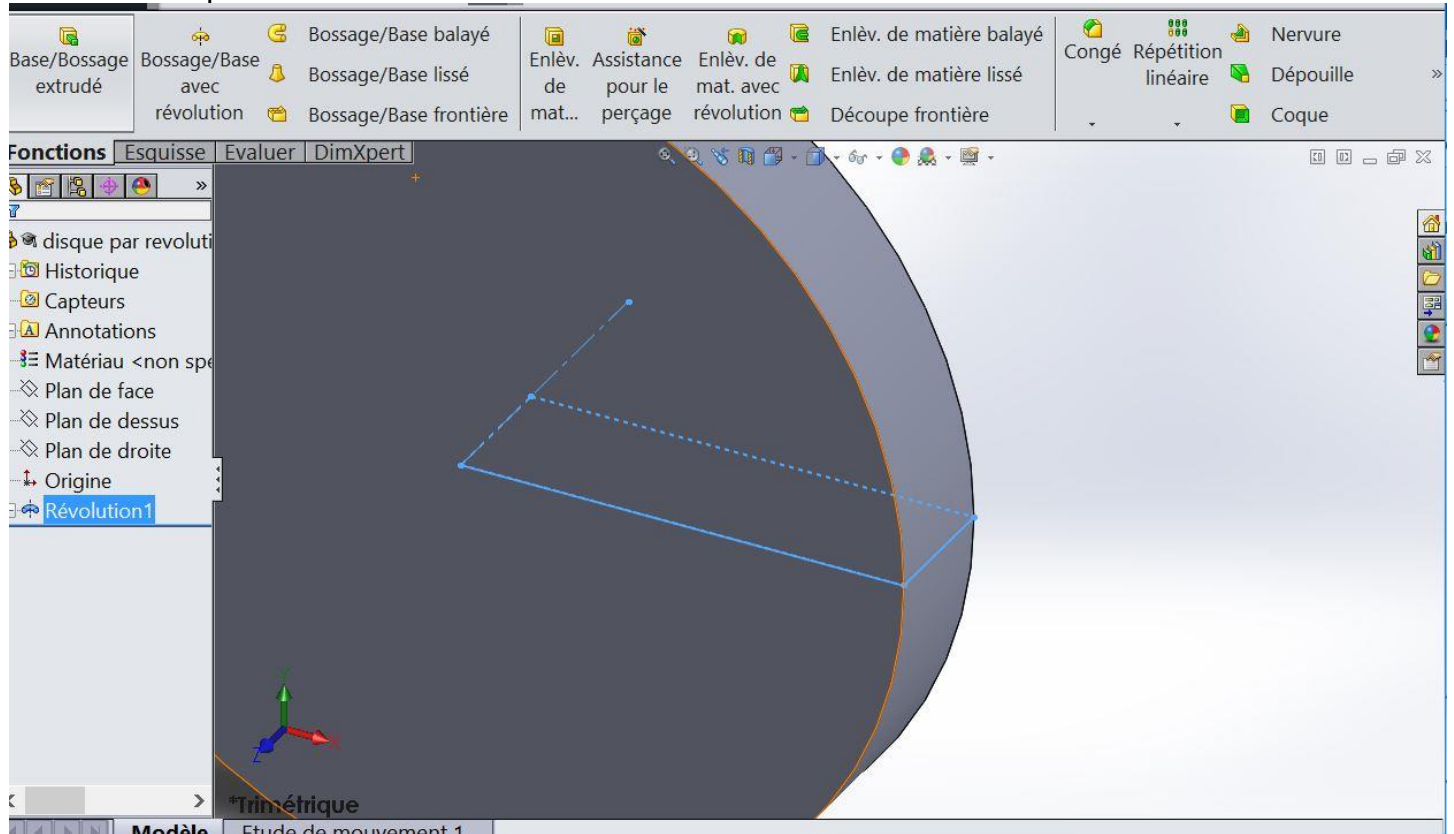 Base/Bossage
extrudé
Bossage/Base
avec
révolution
Bossage/Base balayé
Bossage/Base lissé
Bossage/Base frontière
Enlèv.
de
mat...
Assistance
pour le
perçage
Enlèv. de
mat. avec
révolution
Enlèv. de matière balayé
Enlèv. de matière lissé
Découpe frontière
Congé
Répétition
linéaire
Nervure
Dépouille
Coque
»
Fonctions Esquisse Evaluer DimXpert
»
disque par revoluti
Historique
Capteurs
A Annotations
Matériau <non spe
Plan de face
Plan de dessus
Plan de droite
Origine
Révolution1
Y
X
Z
*Trimétrique
Modèle Etude de mouvement 1